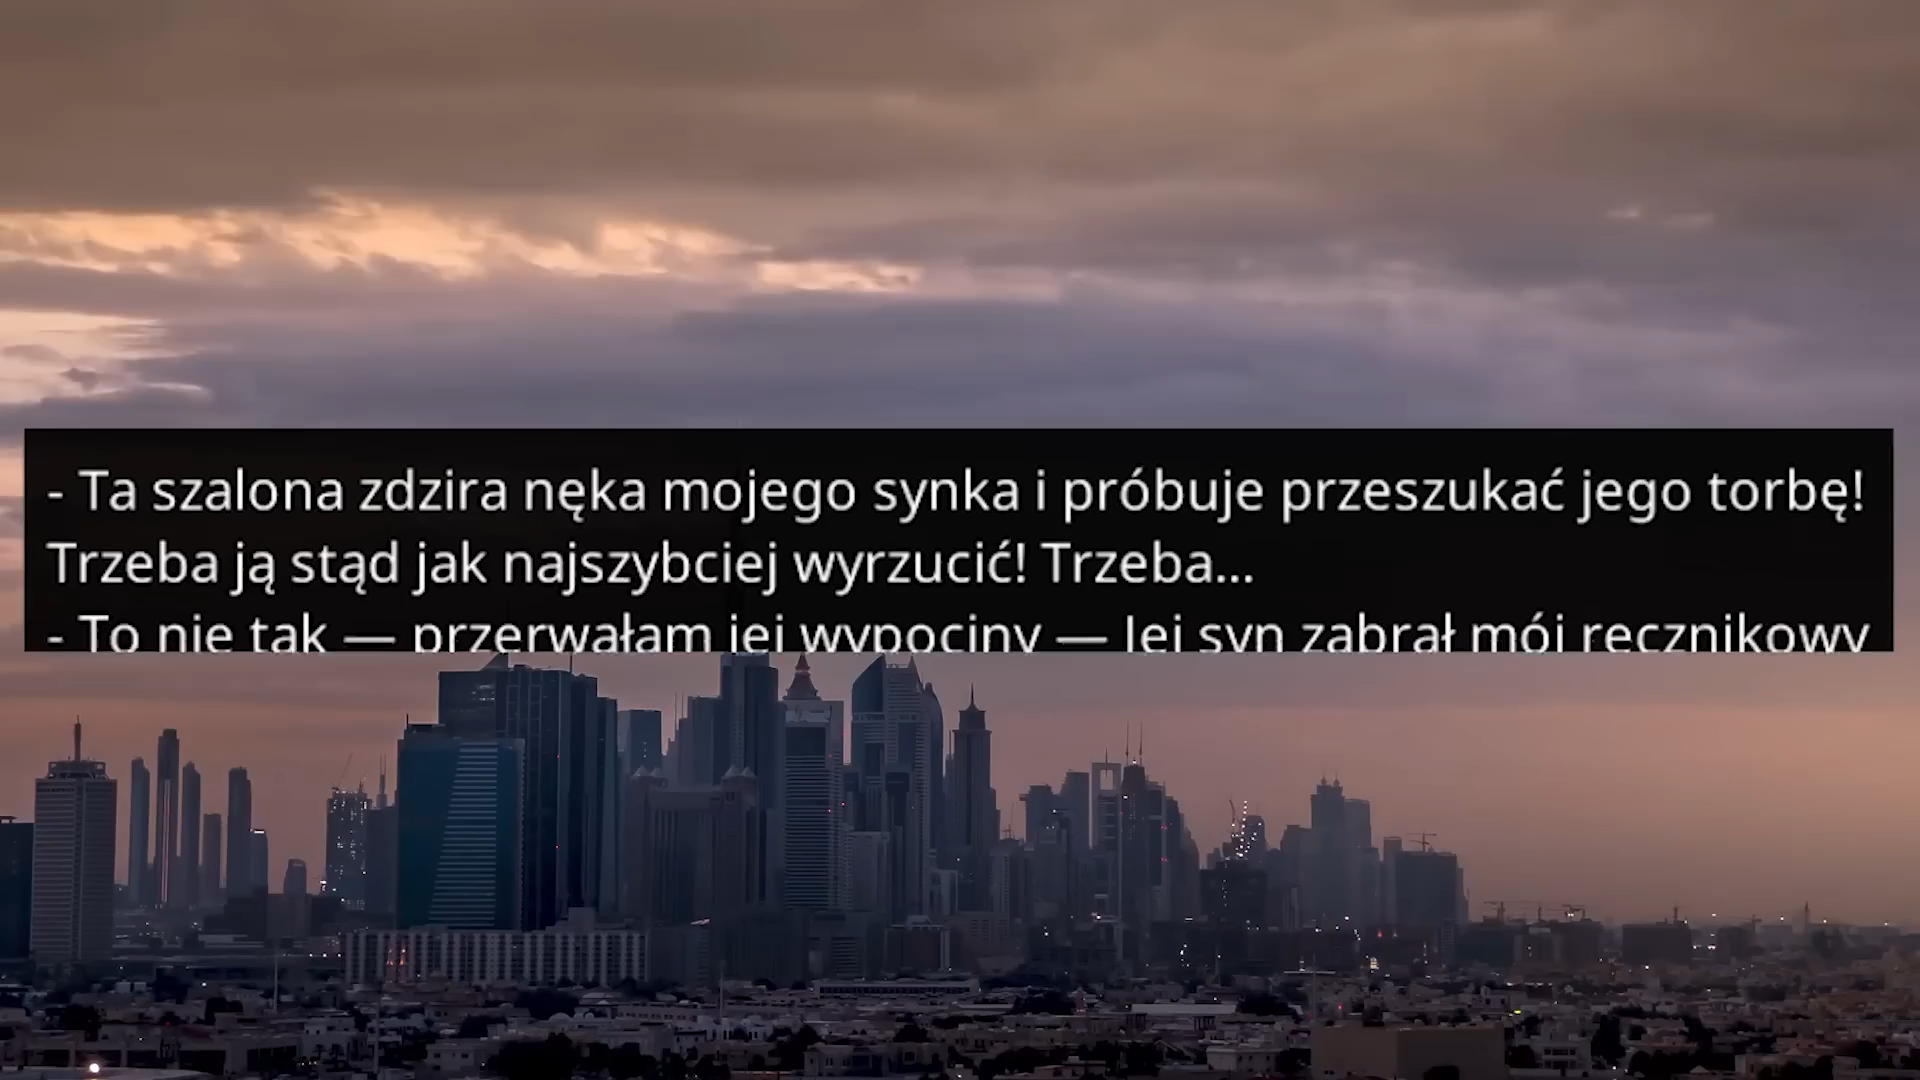 - Ta szalona zdzira nęka mojego synka i próbuje przeszukać jego torbę!
Trzeba ją stąd jak najszybciej wyrzucić! Trzeba...
- To nie tak — przerwałam jej wypociny — Jej syn zabrał mój ręcznikowy